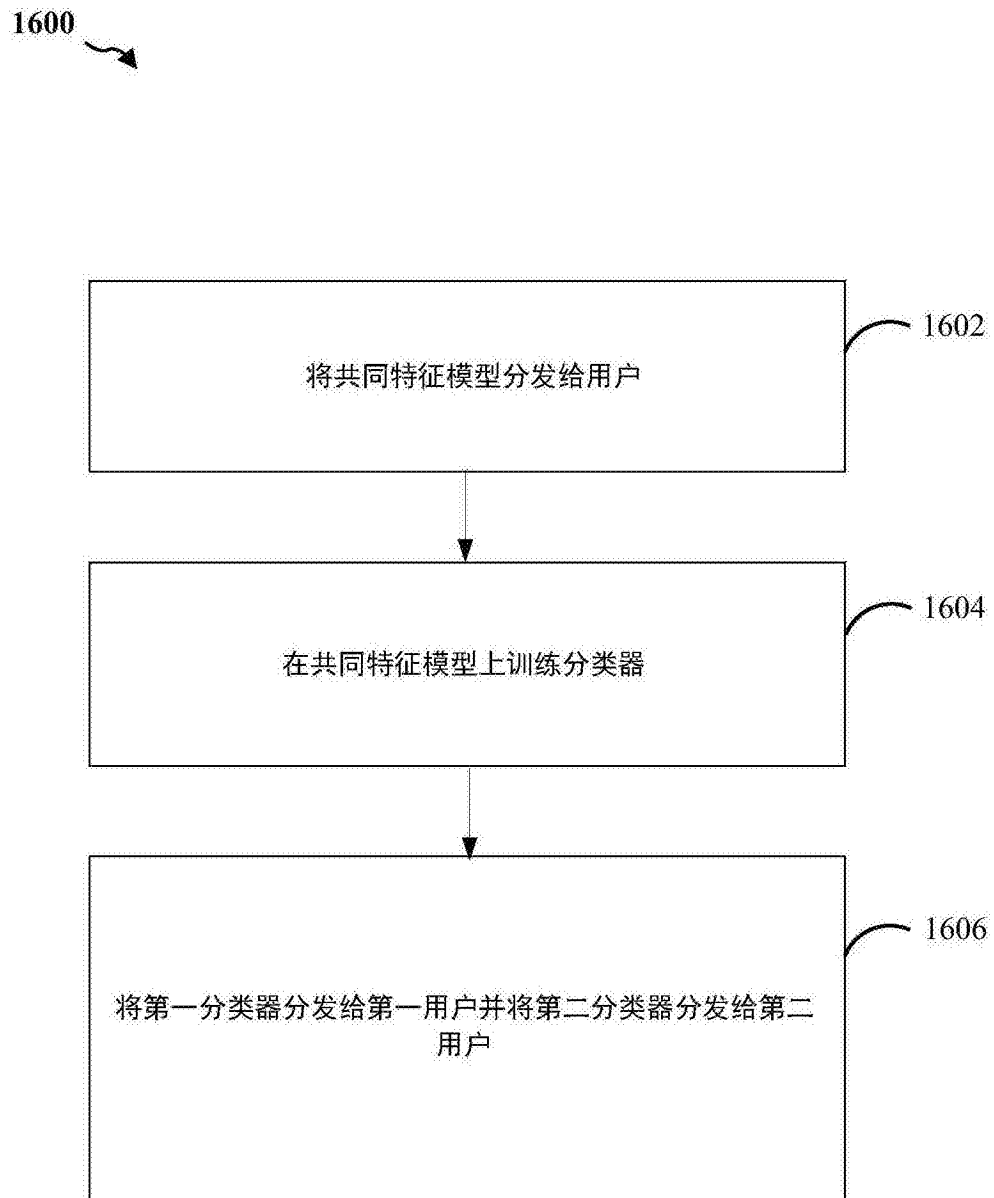 1600
将共同特征模型分发给用户
1602
在共同特征模型上训练分类器
1604
将第一分类器分发给第一用户并将第二分类器分发给第二
用户
1606